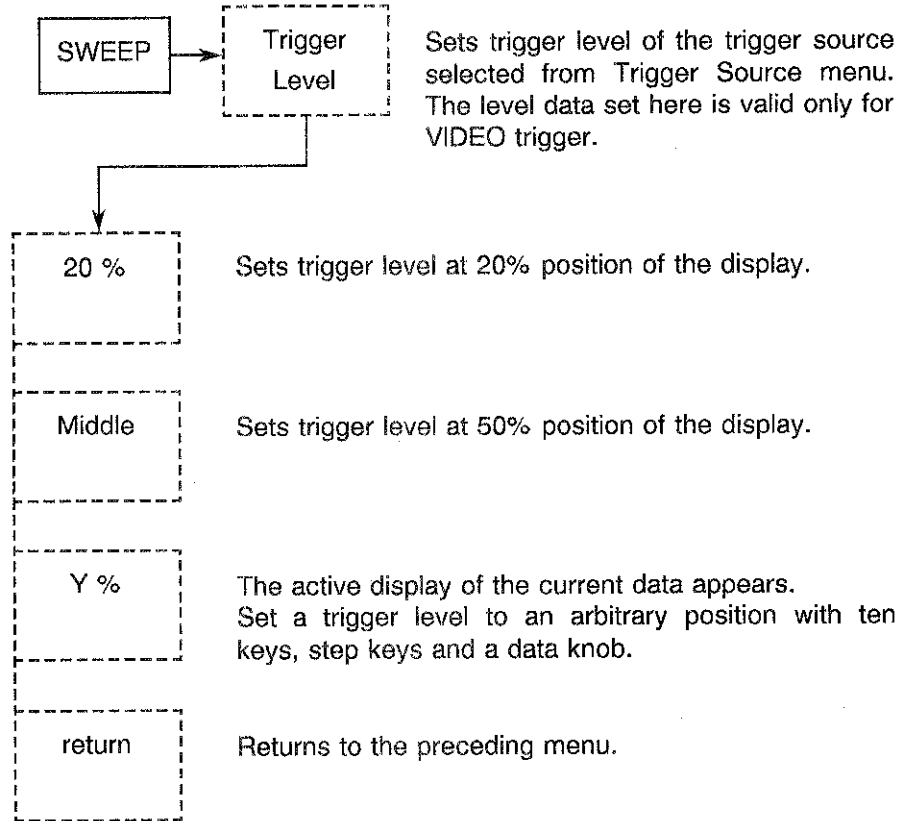 SWEEP
Trigger
Level
Sets trigger level of the trigger source
selected from Trigger Source menu.
The level data set here is valid only for
VIDEO trigger.
20 %
Sets trigger level at 20% position of the display.
Middle
Sets trigger level at 50% position of the display.
Y %
The active display of the current data appears.
Set a trigger level to an arbitrary position with ten
keys, step keys and a data knob.
return
Returns to the preceding menu.